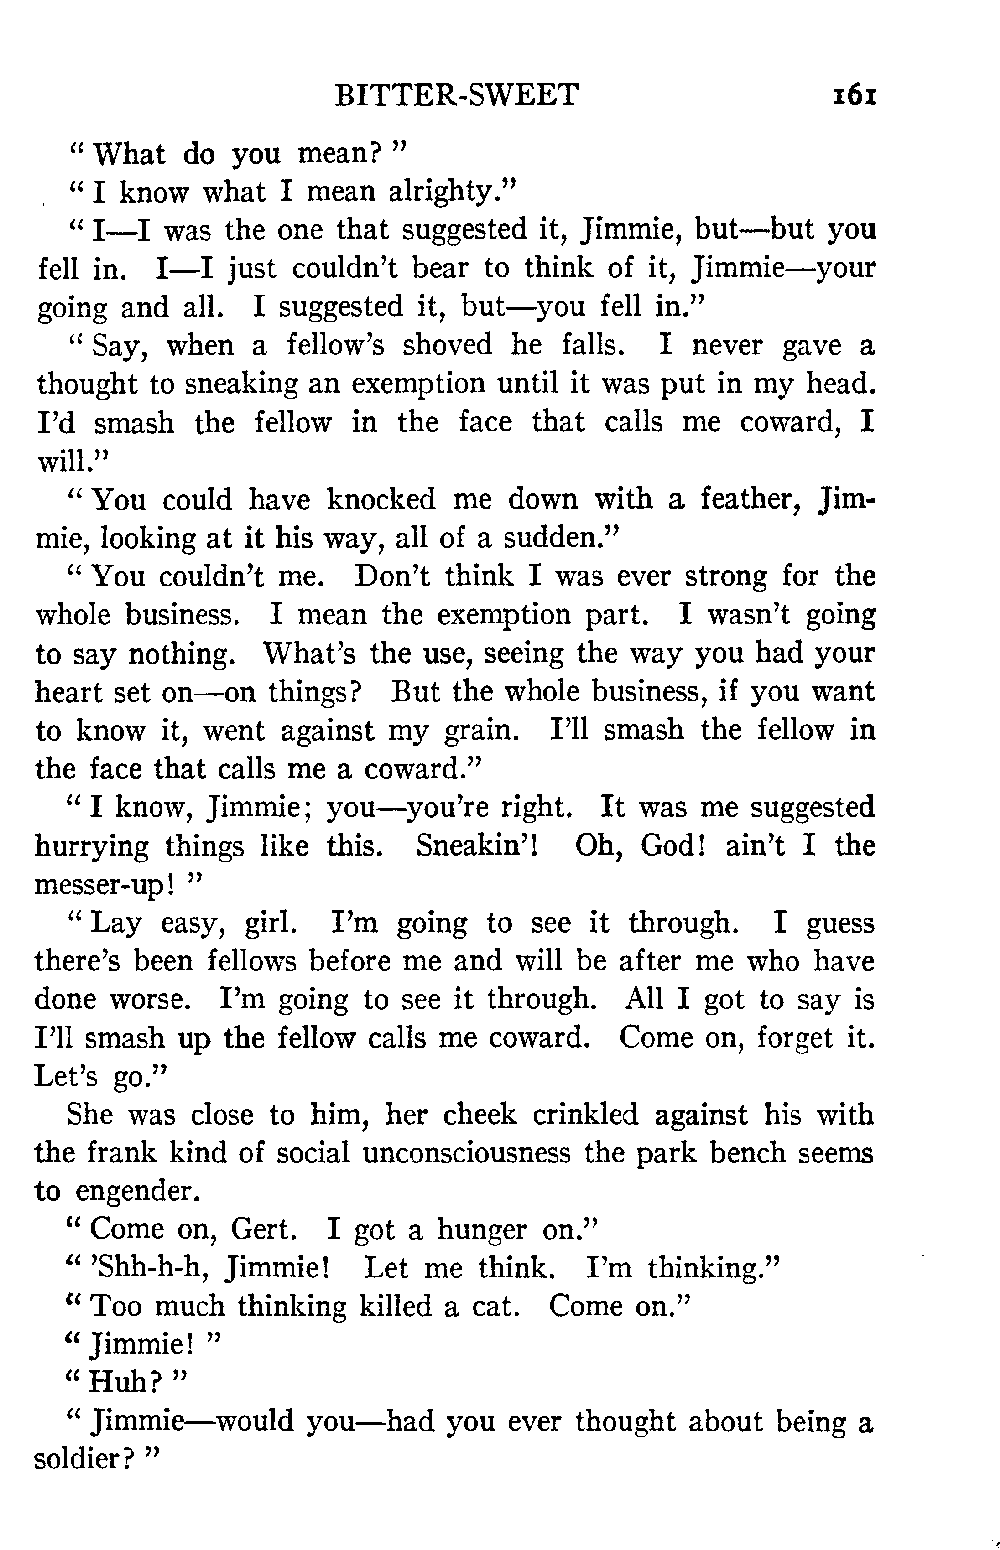 BITTER-SWEET 161
“ What do you mean? ”
“ I know what I mean alrighty.”
“ I—I was the one that suggested it, Jimmie, but—but you
fell in. I—I just couldn’t bear to think of it, Jimmie—your
going and all. I suggested it, but—you fell in.”
“ Say, when a fellow’s shoved he falls. I never gave a
thought to sneaking an exemption until it was put in my head.
I’d smash the fellow in the face that calls me coward, I
will.”
“ You could have knocked me down with a feather, Jim-
mie, looking at it his way, all of a sudden.”
“ You couldn’t me. Don’t think I was ever strong for the
whole business. I mean the exemption part. I wasn’t going
to say nothing. What’s the use, seeing the way you had your
heart set on—on things? But the whole business, if you want
to know it, went against my grain. I’ll smash the fellow in
the face that calls me a coward.”
“ I know, Jimmie; you—you’re right. It was me suggested
hurrying things like this. Sneakin’! Oh, God! ain’t I the
messer-up! ”
“ Lay easy, girl. I’m going to see it through. I guess
there’s been fellows before me and will be after me who have
done worse. I’m going to see it through. All I got to say is
I’ll smash up the fellow calls me coward. Come on, forget it.
Let’s go.”
She was close to him, her cheek crinkled against his with
the frank kind of social unconsciousness the park bench seems
to engender.
“ Come on, Gert. I got a hunger on.”
“ ’Shh-h-h, Jimmie! Let me think. I’m thinking.”
“ Too much thinking killed a cat. Come on.”
“ Jimmie! ”
“ Huh? ”
“ Jimmie—would you—had you ever thought about being a
soldier? ”